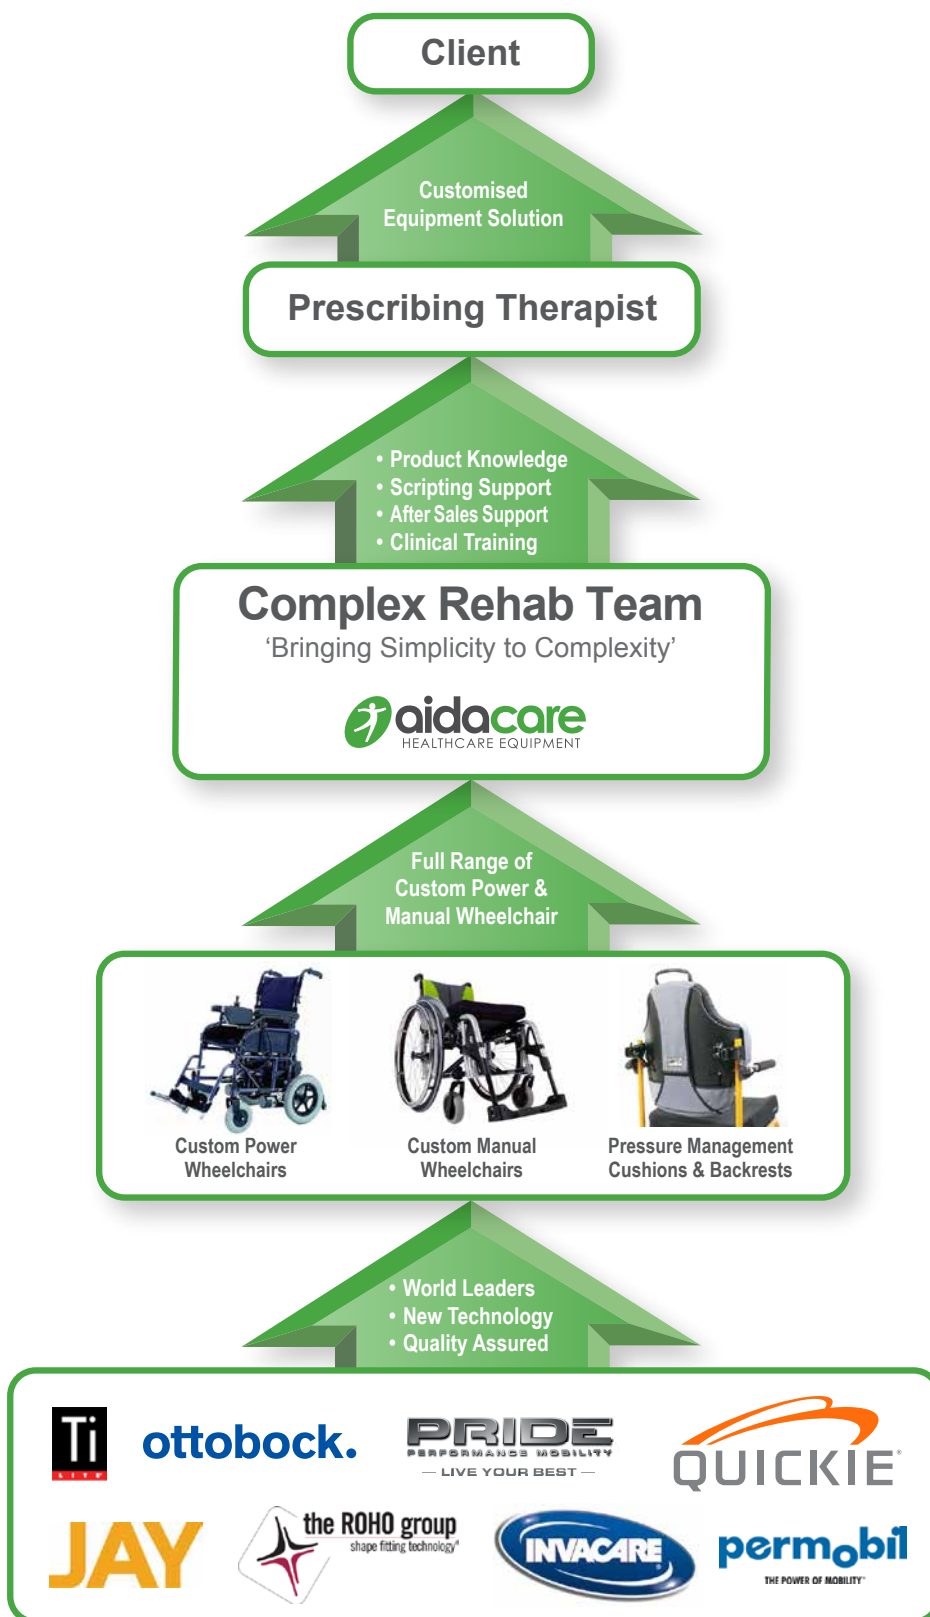 Client
Customised
Equipment Solution
Prescribing Therapist
• Product Knowledge
• Scripting Support
• After Sales Support
• Clinical Training
Complex Rehab Team
‘Bringing Simplicity to Complexity’
aidacare
HEALTHCARE EQUIPMENT
Full Range of
Custom Power &
Manual Wheelchair
Custom Power
Wheelchairs
Custom Manual
Wheelchairs
Pressure Management
Cushions & Backrests
• World Leaders
• New Technology
• Quality Assured
Ti
LITE
ottobock.
PRIDE
PERFORMANCE MOBILITY
— LIVE YOUR BEST —
QUICKIE®
JAY
the ROHO group
shape fitting technology®
INVACARE
permobil
THE POWER OF MOBILITY™